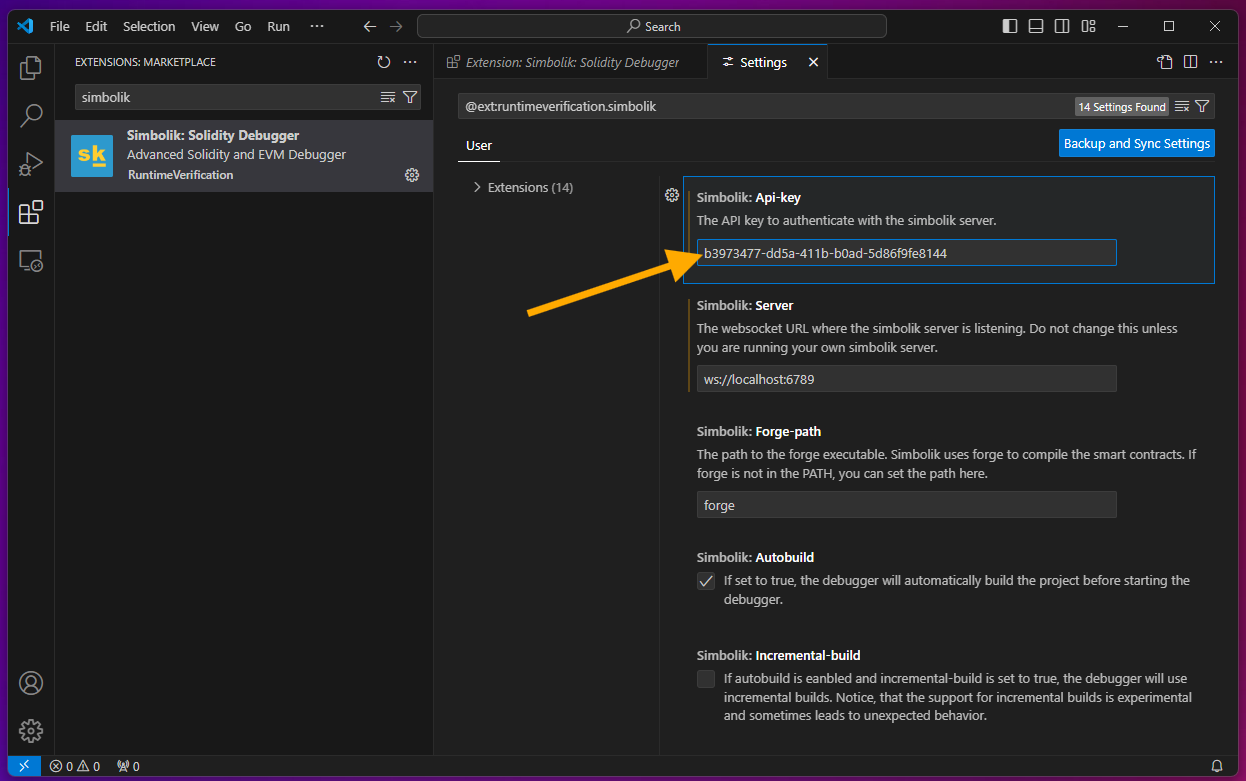 File Edit Selection View Go Run ···
Search
EXTENSIONS: MARKETPLACE
simbolik
sk
Simbolik: Solidity Debugger
Advanced Solidity and EVM Debugger
RuntimeVerification
Extension: Simbolik: Solidity Debugger
Settings
@ext:runtimeverification.simbolik
14 Settings Found
User
Backup and Sync Settings
Extensions (14)
Simbolik: Api-key
The API key to authenticate with the simbolik server.
b3973477-dd5a-411b-b0ad-5d86f9fe8144
Simbolik: Server
The websocket URL where the simbolik server is listening. Do not change this unless
you are running your own simbolik server.
ws://localhost:6789
Simbolik: Forge-path
The path to the forge executable. Simbolik uses forge to compile the smart contracts. If
forge is not in the PATH, you can set the path here.
forge
Simbolik: Autobuild
If set to true, the debugger will automatically build the project before starting the
debugger.
Simbolik: Incremental-build
If autobuild is eanbled and incremental-build is set to true, the debugger will use
incremental builds. Notice, that the support for incremental builds is experimental
and sometimes leads to unexpected behavior.
0 0 0